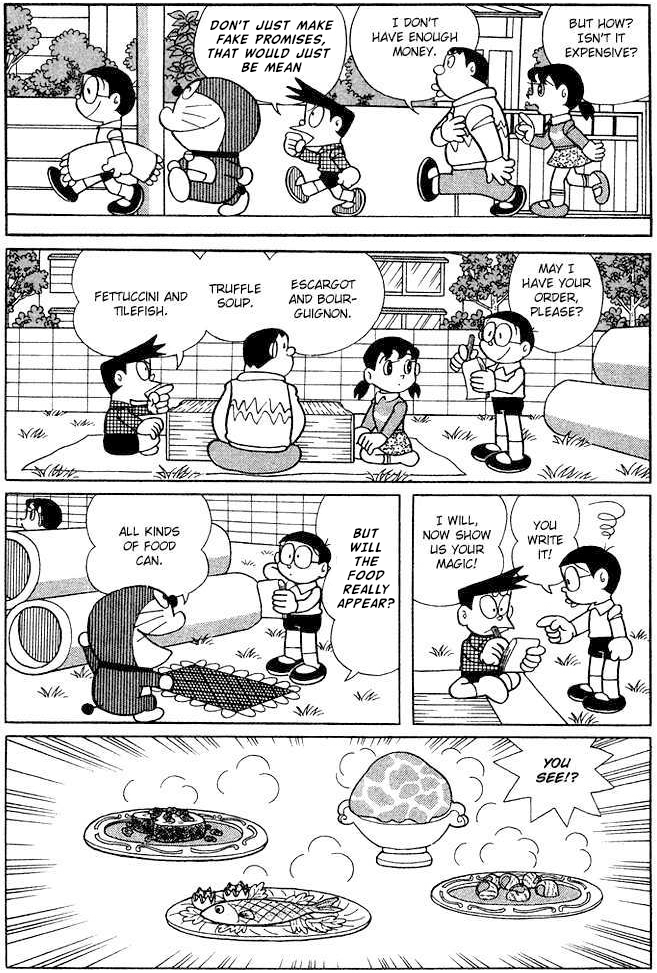 BUT HOW?
ISN'T IT
EXPENSIVE?
I DON'T
HAVE ENOUGH
MONEY.
DON'T JUST MAKE
FAKE PROMISES,
THAT WOULD JUST
BE MEAN
MAY I
HAVE YOUR
ORDER,
PLEASE?
ESCARGOT
AND BOUR-
GUIGNON.
TRUFFLE
SOUP.
FETTUCCINI AND
TILEFISH.
YOU
WRITE
IT!
I WILL,
NOW SHOW
US YOUR
MAGIC!
BUT
WILL
THE
FOOD
REALLY
APPEAR?
ALL KINDS
OF FOOD
CAN.
YOU
SEE!?